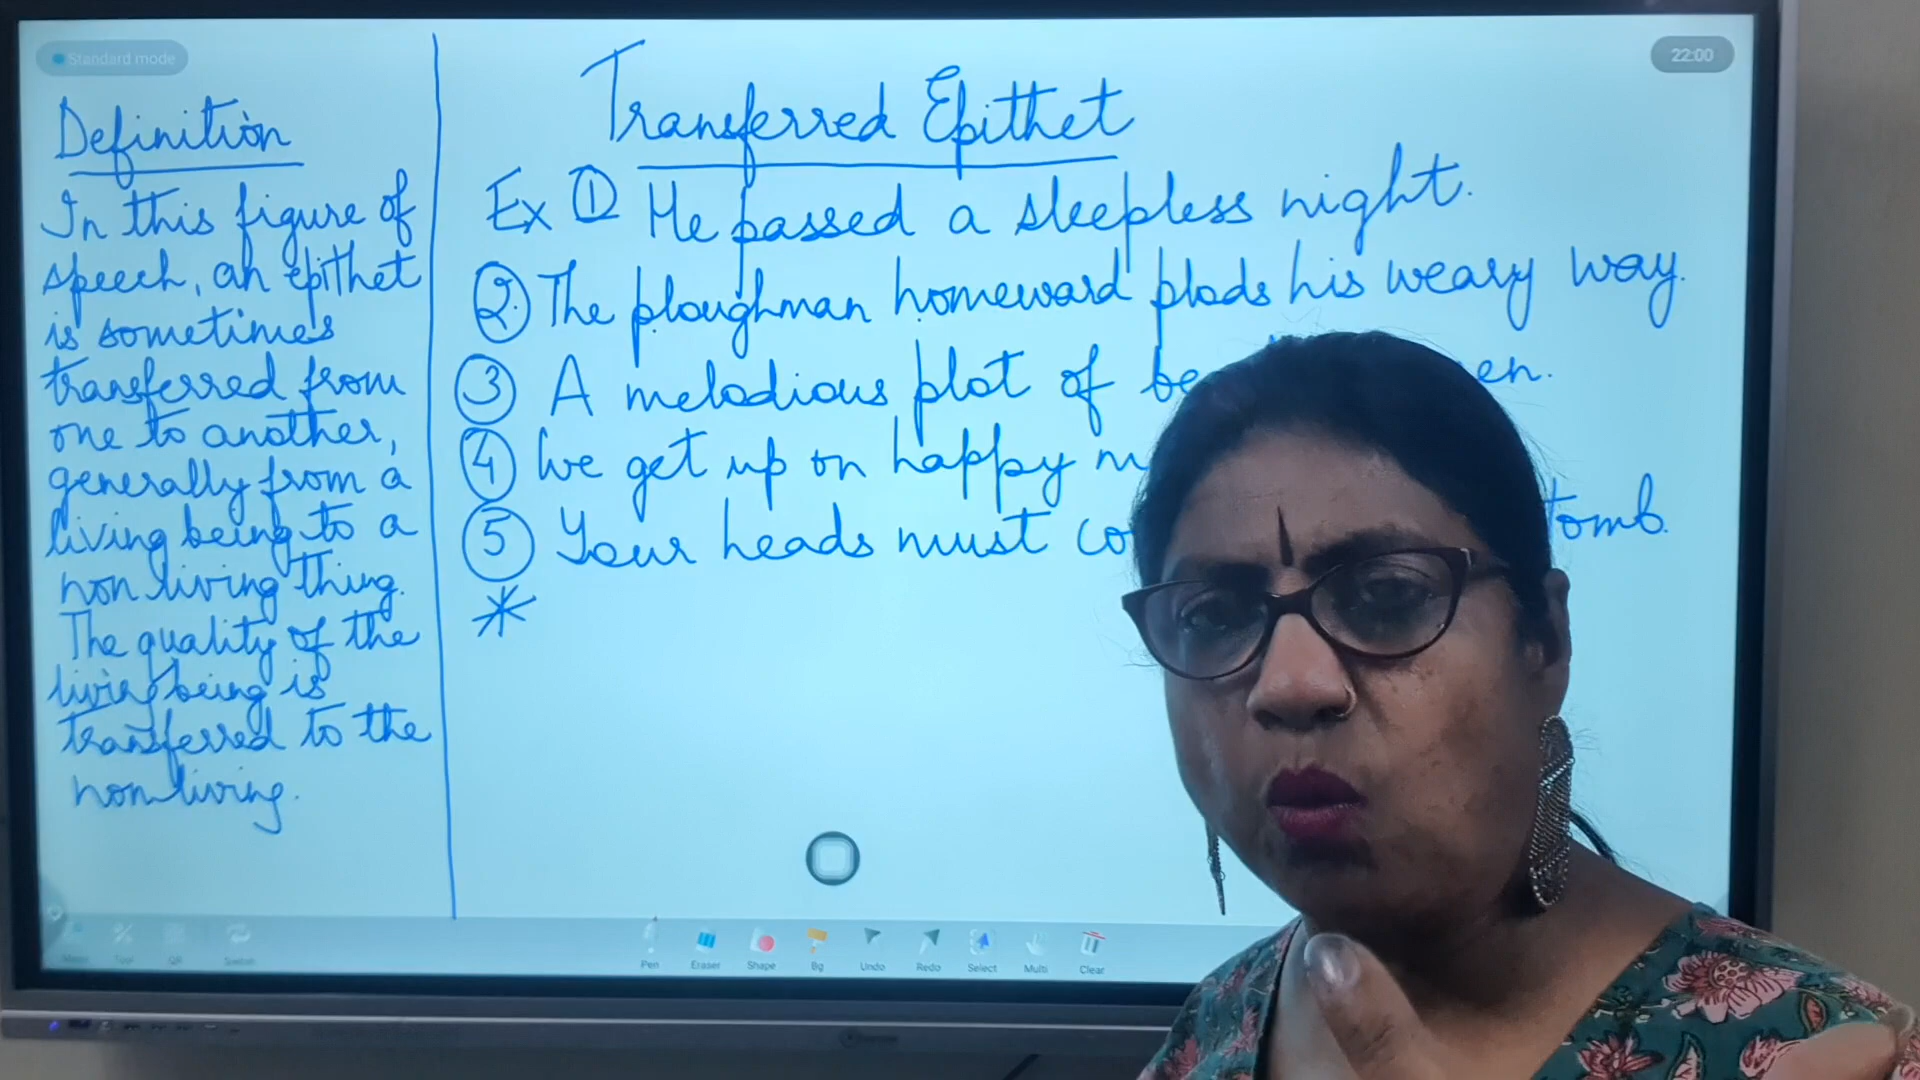 Standard mode
22:00
Definition
In this figure of
speech, an epithet
is sometimes
transferred from
one to another,
generally from a
living being to a
non living thing.
The quality of the
living being is
transferred to the
non living.
Transferred Epithet
Ex ① He passed a sleepless night.
② The ploughman homeward plods his weary way.
③ A melodious plot of be en.
④ We get up on happy m
⑤ Your heads must co tomb.
*
Pen Eraser Shape Bg Undo Redo Select Multi Clear